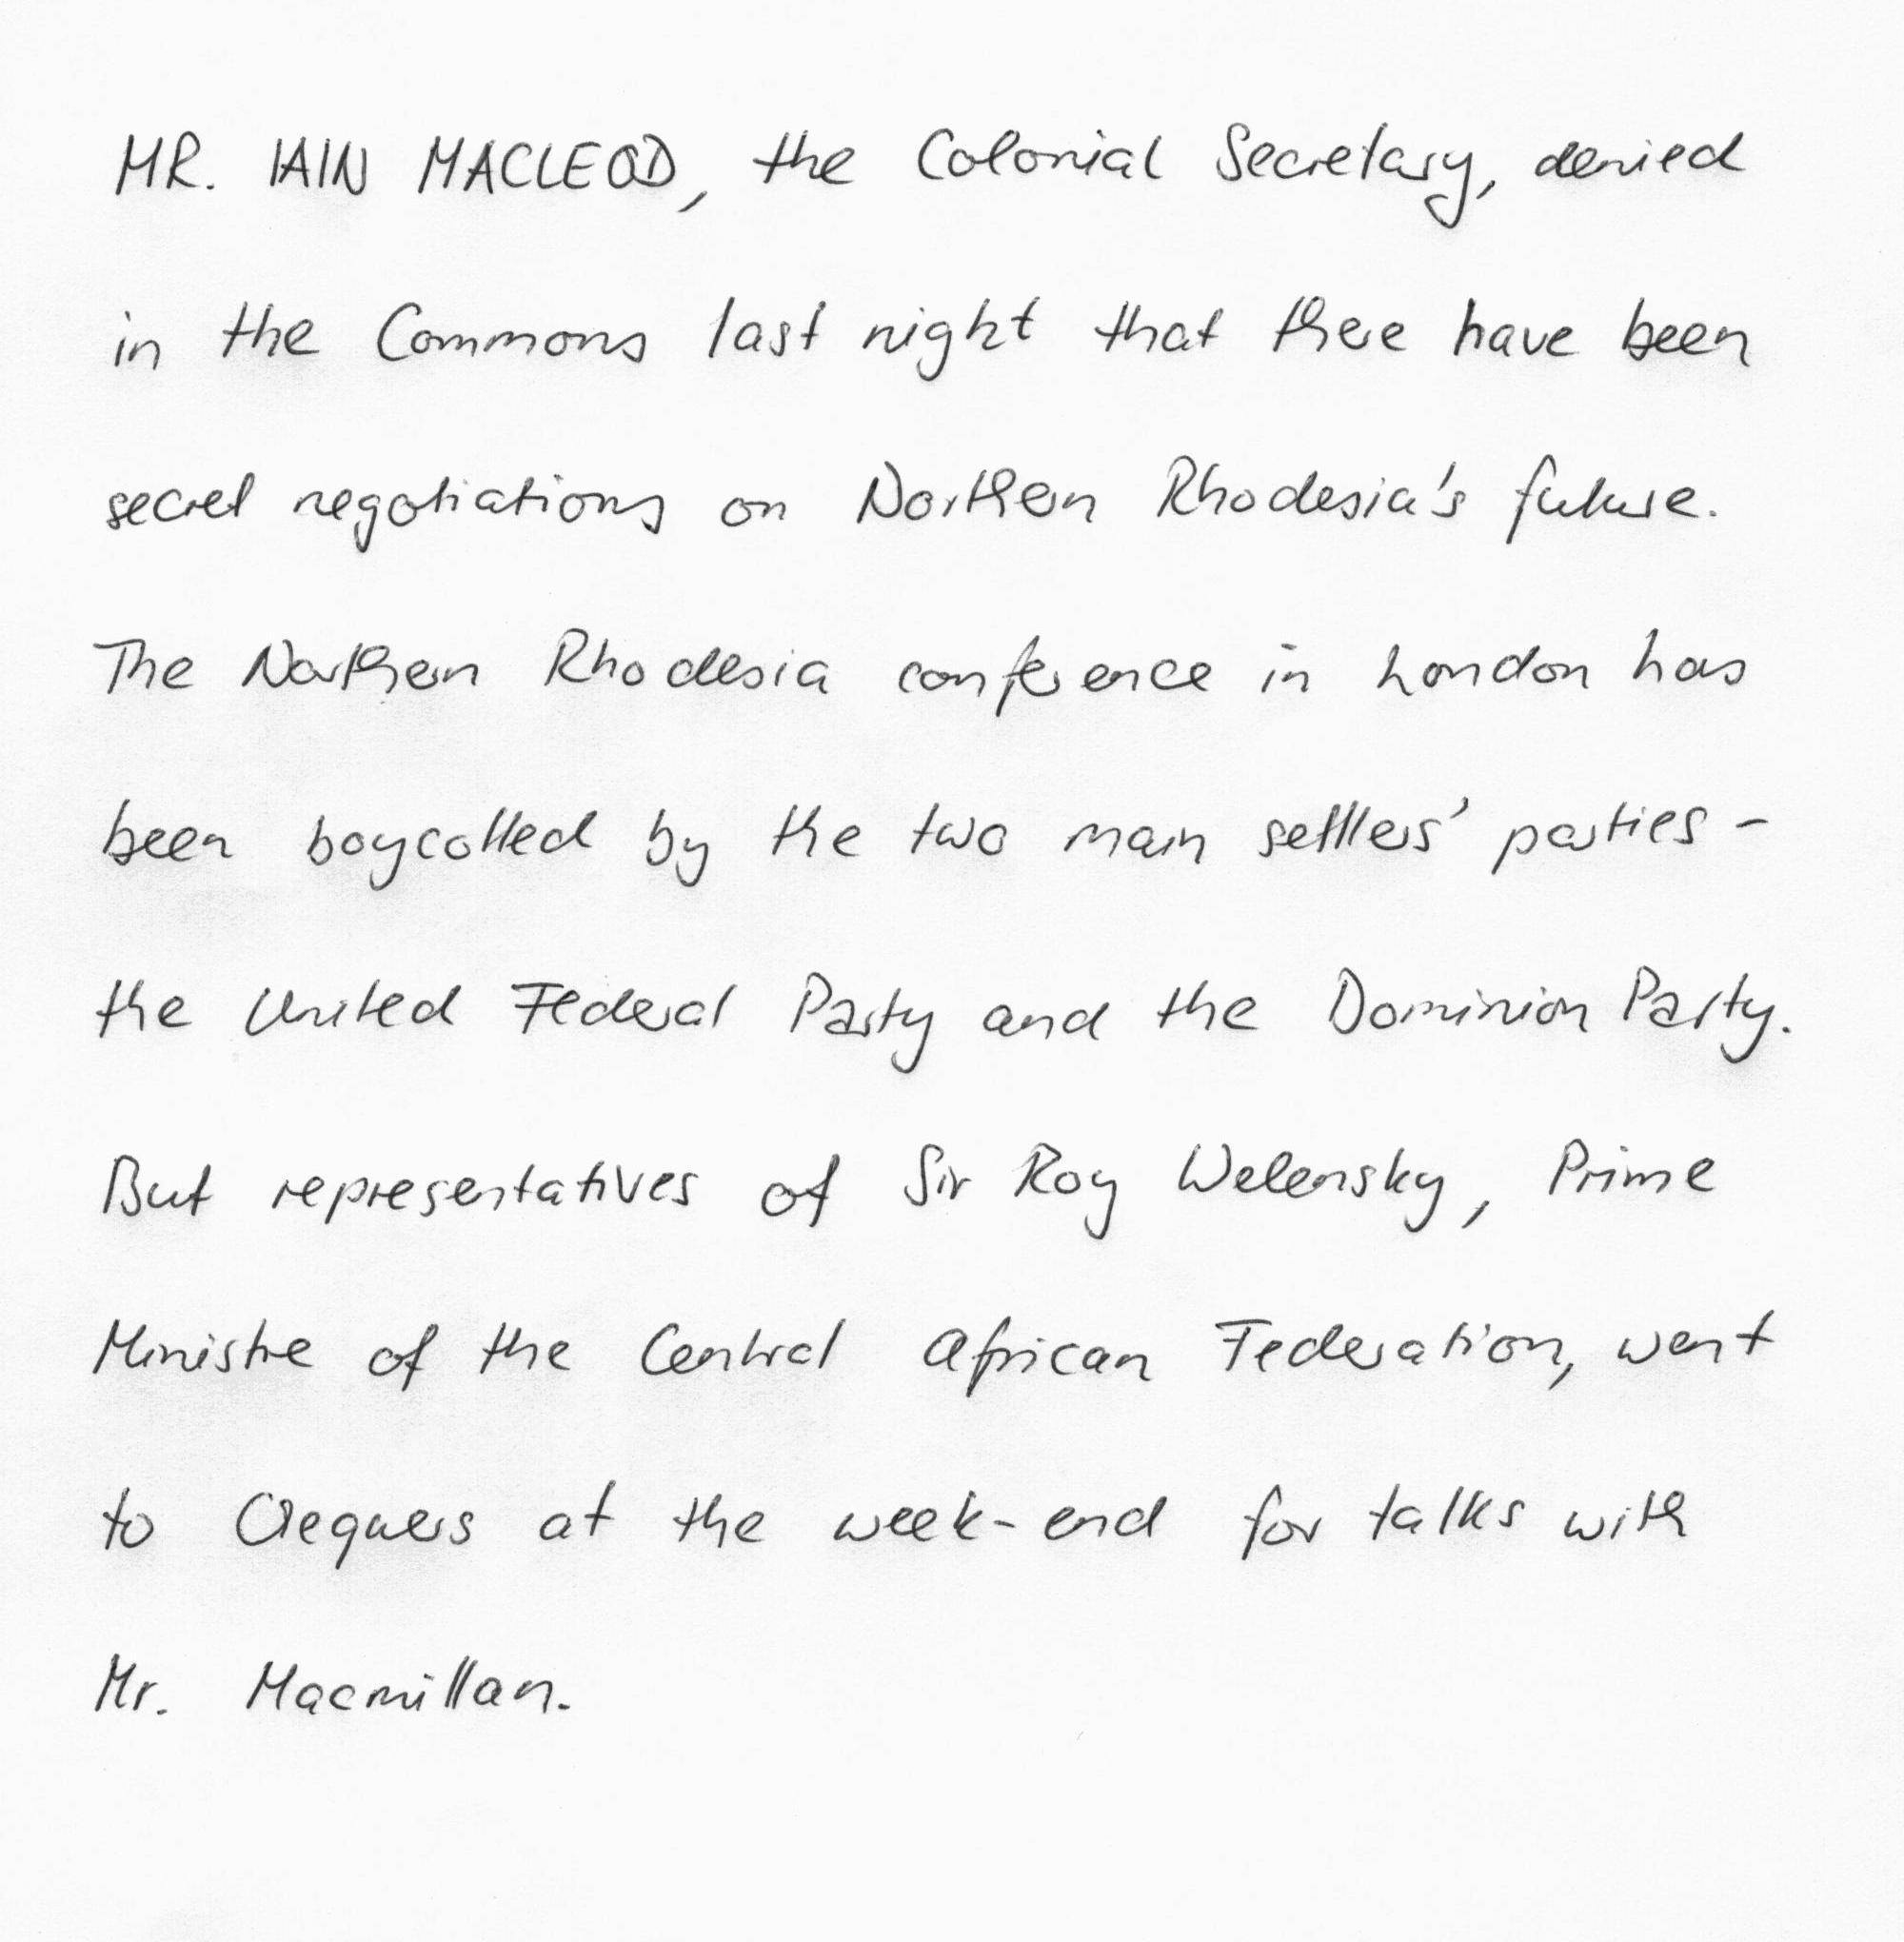 MR. IAIN MACLEOD, the Colonial Secretary, denied
in the Commons last night that there have been
secret negotiations on Northern Rhodesia's future.
The Northern Rhodesia conference in London has
been boycotted by the two main settlers' parties -
the United Federal Party and the Dominion Party.
But representatives of Sir Roy Welensky, Prime
Ministre of the Central African Federation, went
to Chequers at the week-end for talks with
Mr. Macmillan.